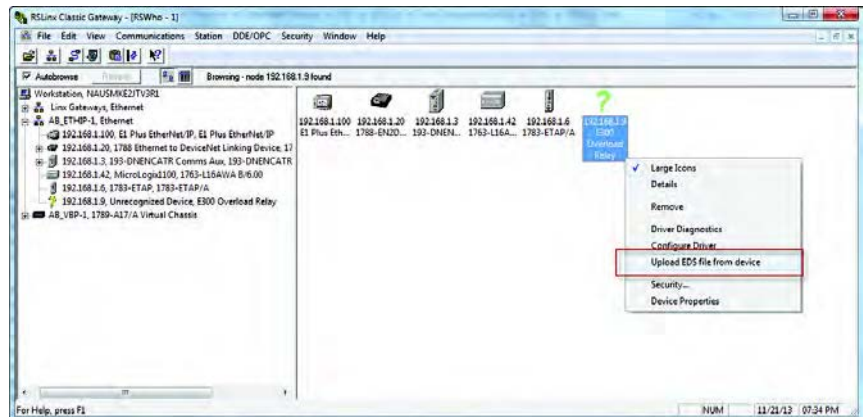 RSLinx Classic Gateway - [RSWho - 1]
File Edit View Communications Station DDE/OPC Security Window Help
Autobrowse Refresh Browsing - node 192.168.1.9 found
Workstation, NAUSMKE2JTV3R1
Linx Gateways, Ethernet
AB_ETHIP-1, Ethernet
192.168.1.100, E1 Plus EtherNet/IP, E1 Plus EtherNet/IP
192.168.1.20, 1788 Ethernet to DeviceNet Linking Device, 17
192.168.1.3, 193-DNENCATR Comms Aux, 193-DNENCATR
192.168.1.42, MicroLogix1100, 1763-L16AWA B/6.00
192.168.1.6, 1783-ETAP, 1783-ETAP/A
192.168.1.9, Unrecognized Device, E300 Overload Relay
AB_VBP-1, 1789-A17/A Virtual Chassis
192.168.1.100 192.168.1.20 192.168.1.3 192.168.1.42 192.168.1.6 192.168.1.9
E1 Plus Eth... 1788-EN2D... 193-DNEN... 1763-L16A... 1783-ETAP/A E300
Overload
Relay
Large Icons
Details
Remove
Driver Diagnostics
Configure Driver
Upload EDS file from device
Security...
Device Properties
For Help, press F1
NUM 11/21/13 07:34 PM